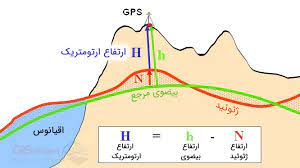 GPS
H ارتفاع ارتومتریک
h
N
بیضوی مرجع
اقیانوس
ژئوئید
H = h - N
ارتفاع ارتومتریک
ارتفاع بیضوی
ارتفاع ژئوئید